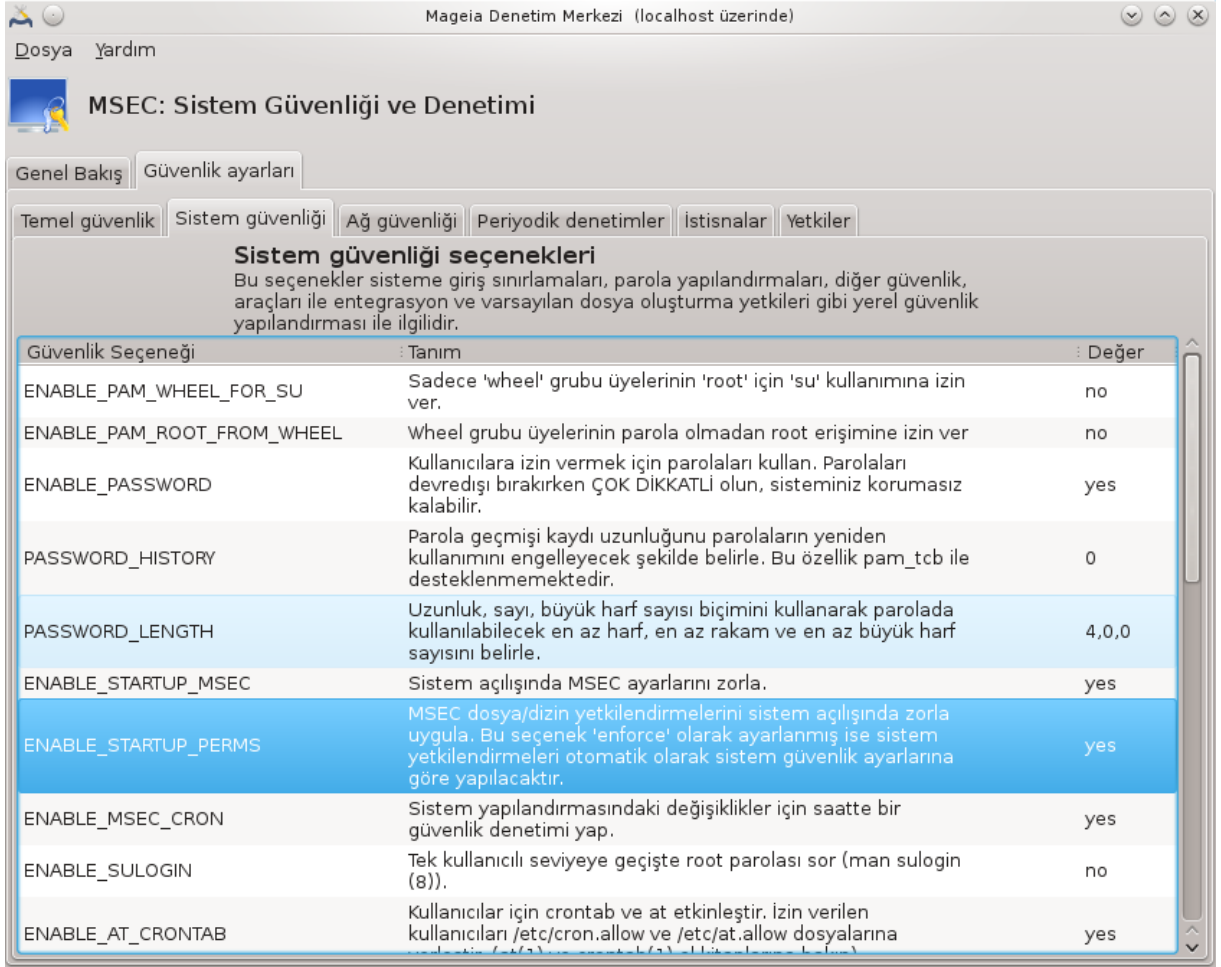 Mageia Denetim Merkezi (localhost üzerinde)
Dosya Yardım
MSEC: Sistem Güvenliği ve Denetimi
Genel Bakış Güvenlik ayarları
Temel güvenlik Sistem güvenliği Ağ güvenliği Periyodik denetimler İstisnalar Yetkiler
Sistem güvenliği seçenekleri
Bu seçenekler sisteme giriş sınırlamaları, parola yapılandırmaları, diğer güvenlik,
araçları ile entegrasyon ve varsayılan dosya oluşturma yetkileri gibi yerel güvenlik
yapılandırması ile ilgilidir.
Güvenlik Seçeneği Tanım Değer
ENABLE_PAM_WHEEL_FOR_SU
Sadece 'wheel' grubu üyelerinin 'root' için 'su' kullanımına izin
ver.
no
ENABLE_PAM_ROOT_FROM_WHEEL
Wheel grubu üyelerinin parola olmadan root erişimine izin ver
no
ENABLE_PASSWORD
Kullanıcılara izin vermek için parolaları kullan. Parolaları
devredışı bırakırken ÇOK DİKKATLİ olun, sisteminiz korumasız
kalabilir.
yes
PASSWORD_HISTORY
Parola geçmişi kaydı uzunluğunu parolaların yeniden
kullanımını engelleyecek şekilde belirle. Bu özellik pam_tcb ile
desteklenmemektedir.
0
PASSWORD_LENGTH
Uzunluk, sayı, büyük harf sayısı biçimini kullanarak parolada
kullanılabilecek en az harf, en az rakam ve en az büyük harf
sayısını belirle.
4,0,0
ENABLE_STARTUP_MSEC
Sistem açılışında MSEC ayarlarını zorla.
yes
ENABLE_STARTUP_PERMS
MSEC dosya/dizin yetkilendirmelerini sistem açılışında zorla
uygula. Bu seçenek 'enforce' olarak ayarlanmış ise sistem
yetkilendirmeleri otomatik olarak sistem güvenlik ayarlarına
göre yapılacaktır.
yes
ENABLE_MSEC_CRON
Sistem yapılandırmasındaki değişiklikler için saatte bir
güvenlik denetimi yap.
yes
ENABLE_SULOGIN
Tek kullanıcılı seviyeye geçişte root parolası sor (man sulogin
(8)).
no
ENABLE_AT_CRONTAB
Kullanıcılar için crontab ve at etkinleştir. İzin verilen
kullanıcıları /etc/cron.allow ve /etc/at.allow dosyalarına
yes